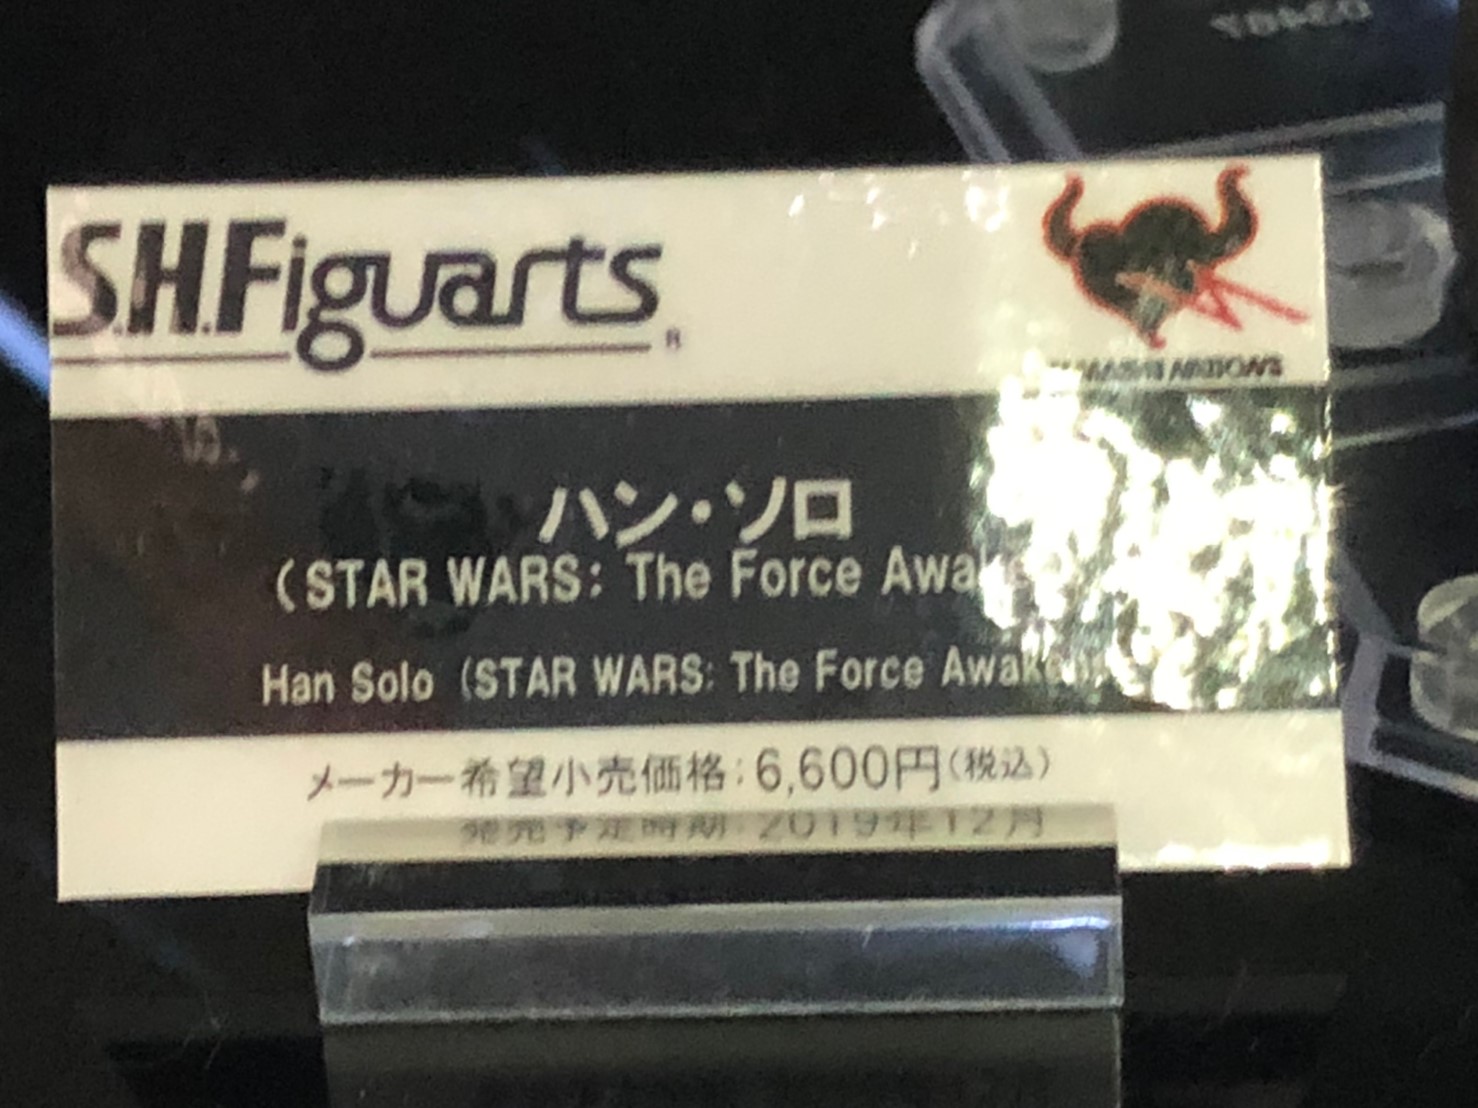 S.H.Figuarts
ハン・ソロ
(STAR WARS: The Force
Han Solo (STAR WARS: The Force Awakens
メーカー希望小売価格:6,600円(税込)
発売予定時期:2019年12月